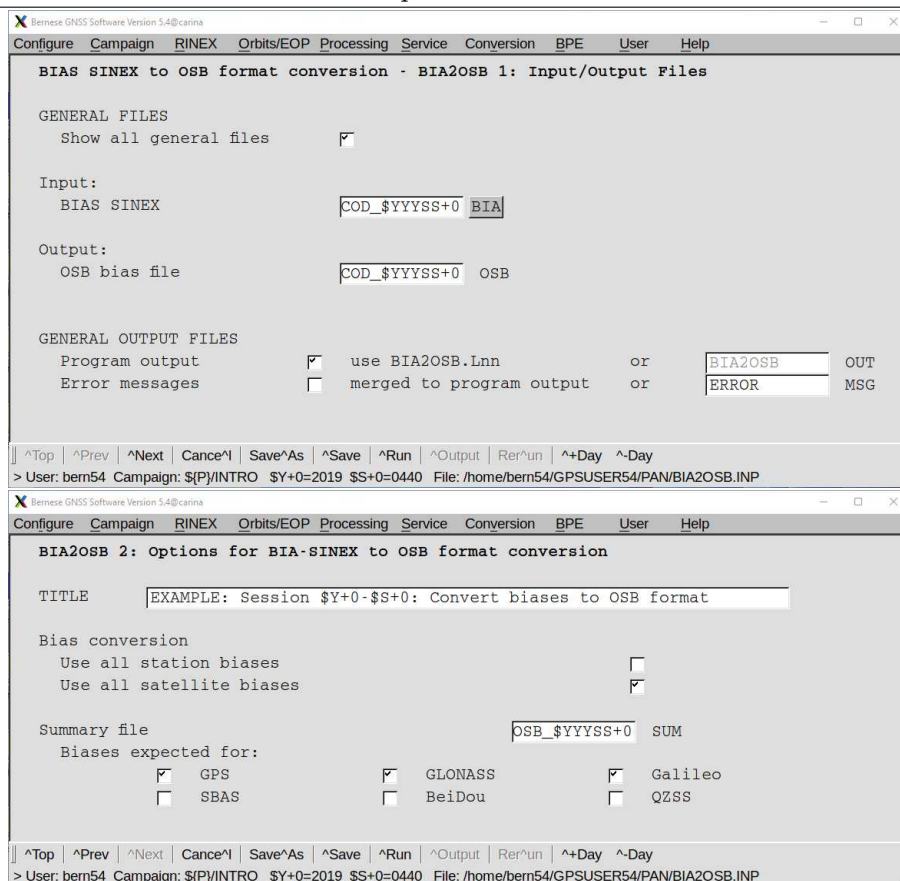 Bernese GNSS Software Version 5.4@carina
Configure Campaign RINEX Orbits/EOP Processing Service Conversion BPE User Help
BIAS SINEX to OSB format conversion - BIA2OSB 1: Input/Output Files
GENERAL FILES
Show all general files
Input:
BIAS SINEX COD_$YYYSS+0 BIA
Output:
OSB bias file COD_$YYYSS+0 OSB
GENERAL OUTPUT FILES
Program output use BIA2OSB.Lnn or BIA2OSB OUT
Error messages merged to program output or ERROR MSG
^Top | ^Prev | ^Next | Cance^l | Save^As | ^Save | ^Run | ^Output | Rer^un | ^+Day ^-Day
> User: bern54 Campaign: ${P}/INTRO $Y+0=2019 $S+0=0440 File: /home/bern54/GPSUSER54/PAN/BIA2OSB.INP
Bernese GNSS Software Version 5.4@carina
Configure Campaign RINEX Orbits/EOP Processing Service Conversion BPE User Help
BIA2OSB 2: Options for BIA-SINEX to OSB format conversion
TITLE EXAMPLE: Session $Y+0-$S+0: Convert biases to OSB format
Bias conversion
Use all station biases
Use all satellite biases
Summary file OSB_$YYYSS+0 SUM
Biases expected for:
GPS GLONASS Galileo
SBAS BeiDou QZSS
^Top | ^Prev | ^Next | Cance^l | Save^As | ^Save | ^Run | ^Output | Rer^un | ^+Day ^-Day
> User: bern54 Campaign: ${P}/INTRO $Y+0=2019 $S+0=0440 File: /home/bern54/GPSUSER54/PAN/BIA2OSB.INP